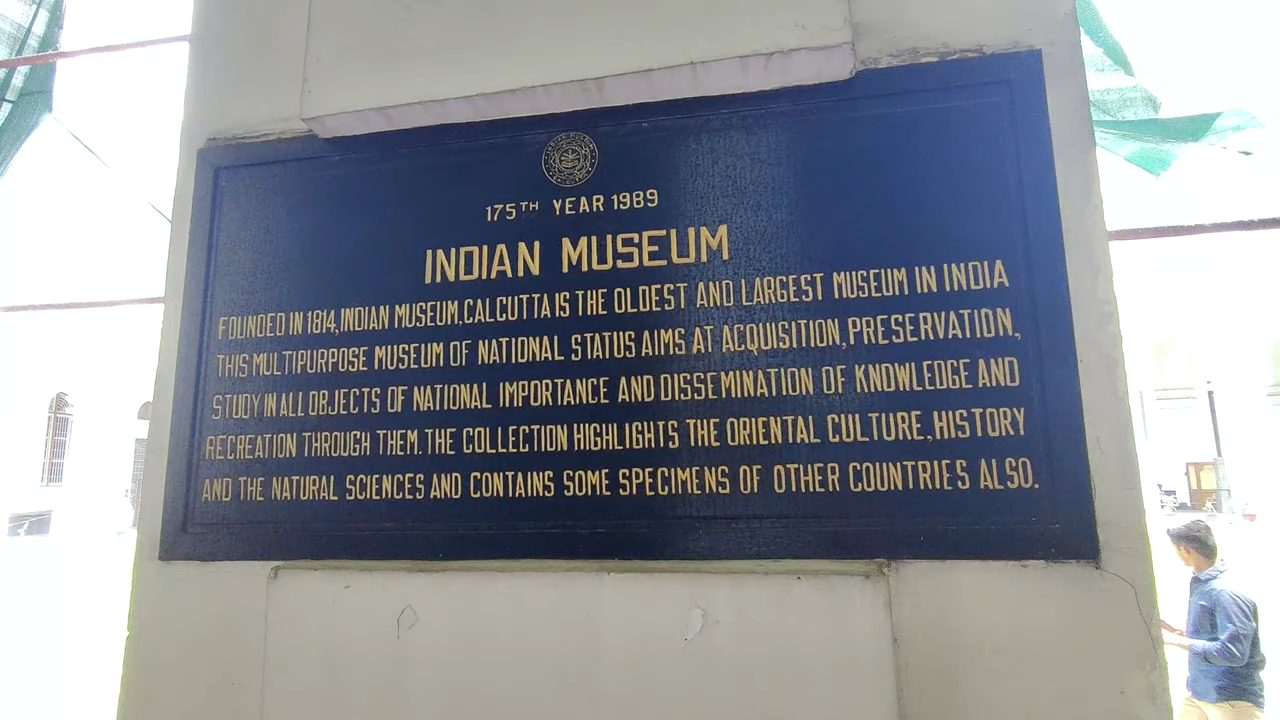 INDIAN MUSEUM
CALCUTTA
175TH YEAR 1989
INDIAN MUSEUM
FOUNDED IN 1814, INDIAN MUSEUM, CALCUTTA IS THE OLDEST AND LARGEST MUSEUM IN INDIA
THIS MULTIPURPOSE MUSEUM OF NATIONAL STATUS AIMS AT ACQUISITION, PRESERVATION,
STUDY IN ALL OBJECTS OF NATIONAL IMPORTANCE AND DISSEMINATION OF KNOWLEDGE AND
RECREATION THROUGH THEM. THE COLLECTION HIGHLIGHTS THE ORIENTAL CULTURE, HISTORY
AND THE NATURAL SCIENCES AND CONTAINS SOME SPECIMENS OF OTHER COUNTRIES ALSO.